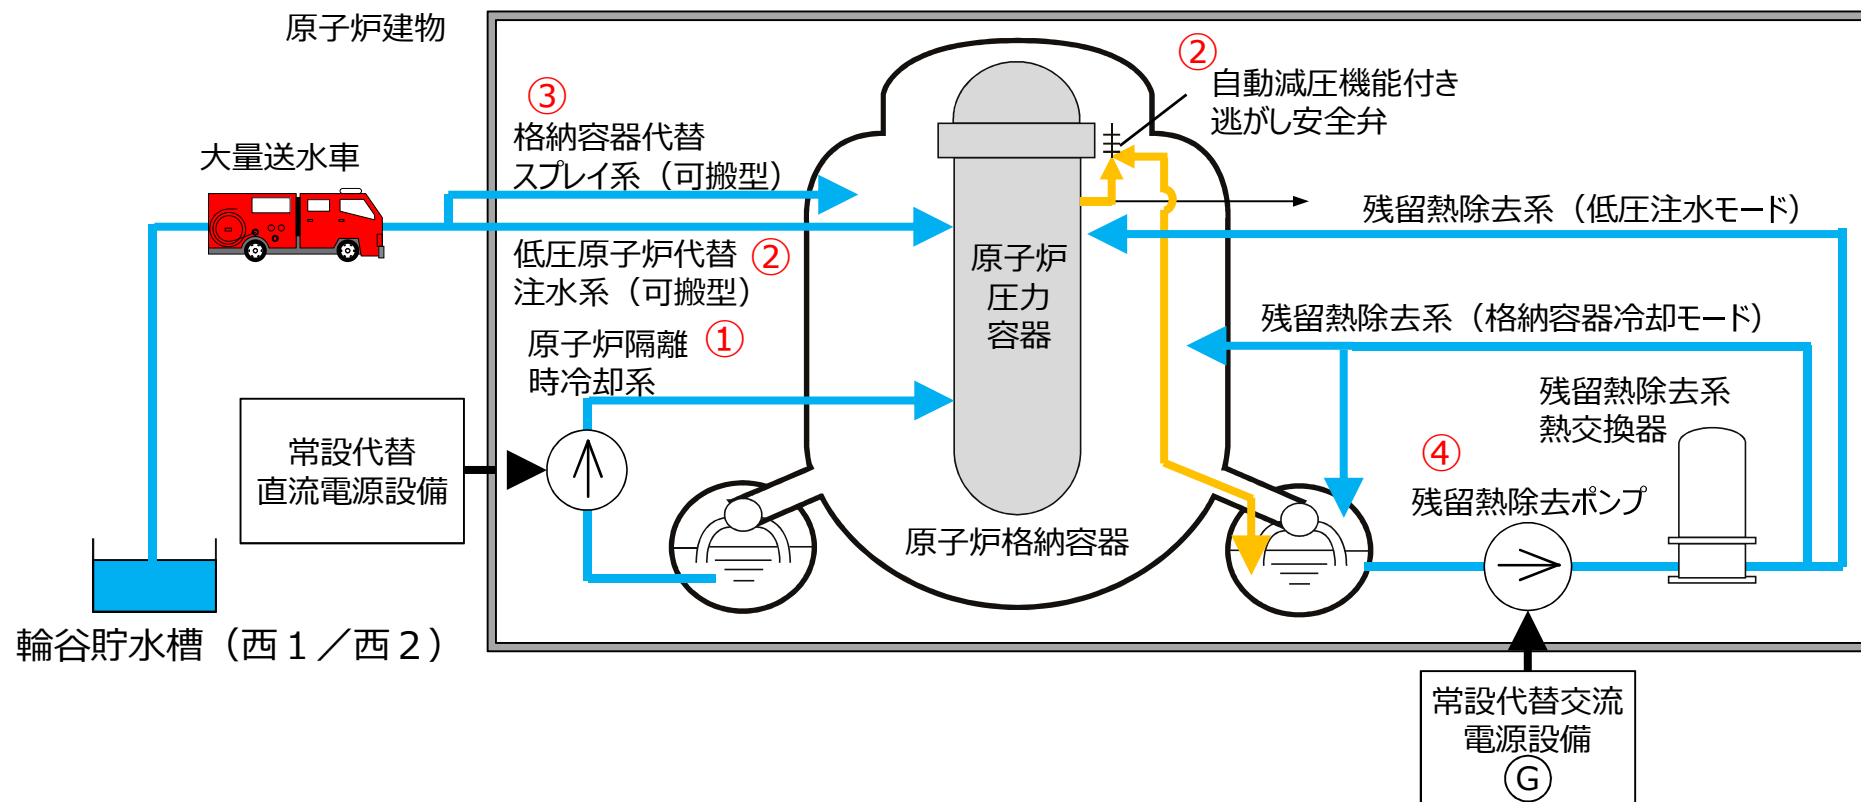 原子炉建物
②
自動減圧機能付き
逃がし安全弁
③
格納容器代替
スプレイ系（可搬型）
大量送水車
残留熱除去系（低圧注水モード）
低圧原子炉代替
注水系（可搬型）
②
原子炉
圧力
容器
残留熱除去系（格納容器冷却モード）
原子炉隔離
時冷却系
①
残留熱除去系
熱交換器
常設代替
直流電源設備
④
残留熱除去ポンプ
原子炉格納容器
輪谷貯水槽（西１／西２）
常設代替交流
電源設備
G